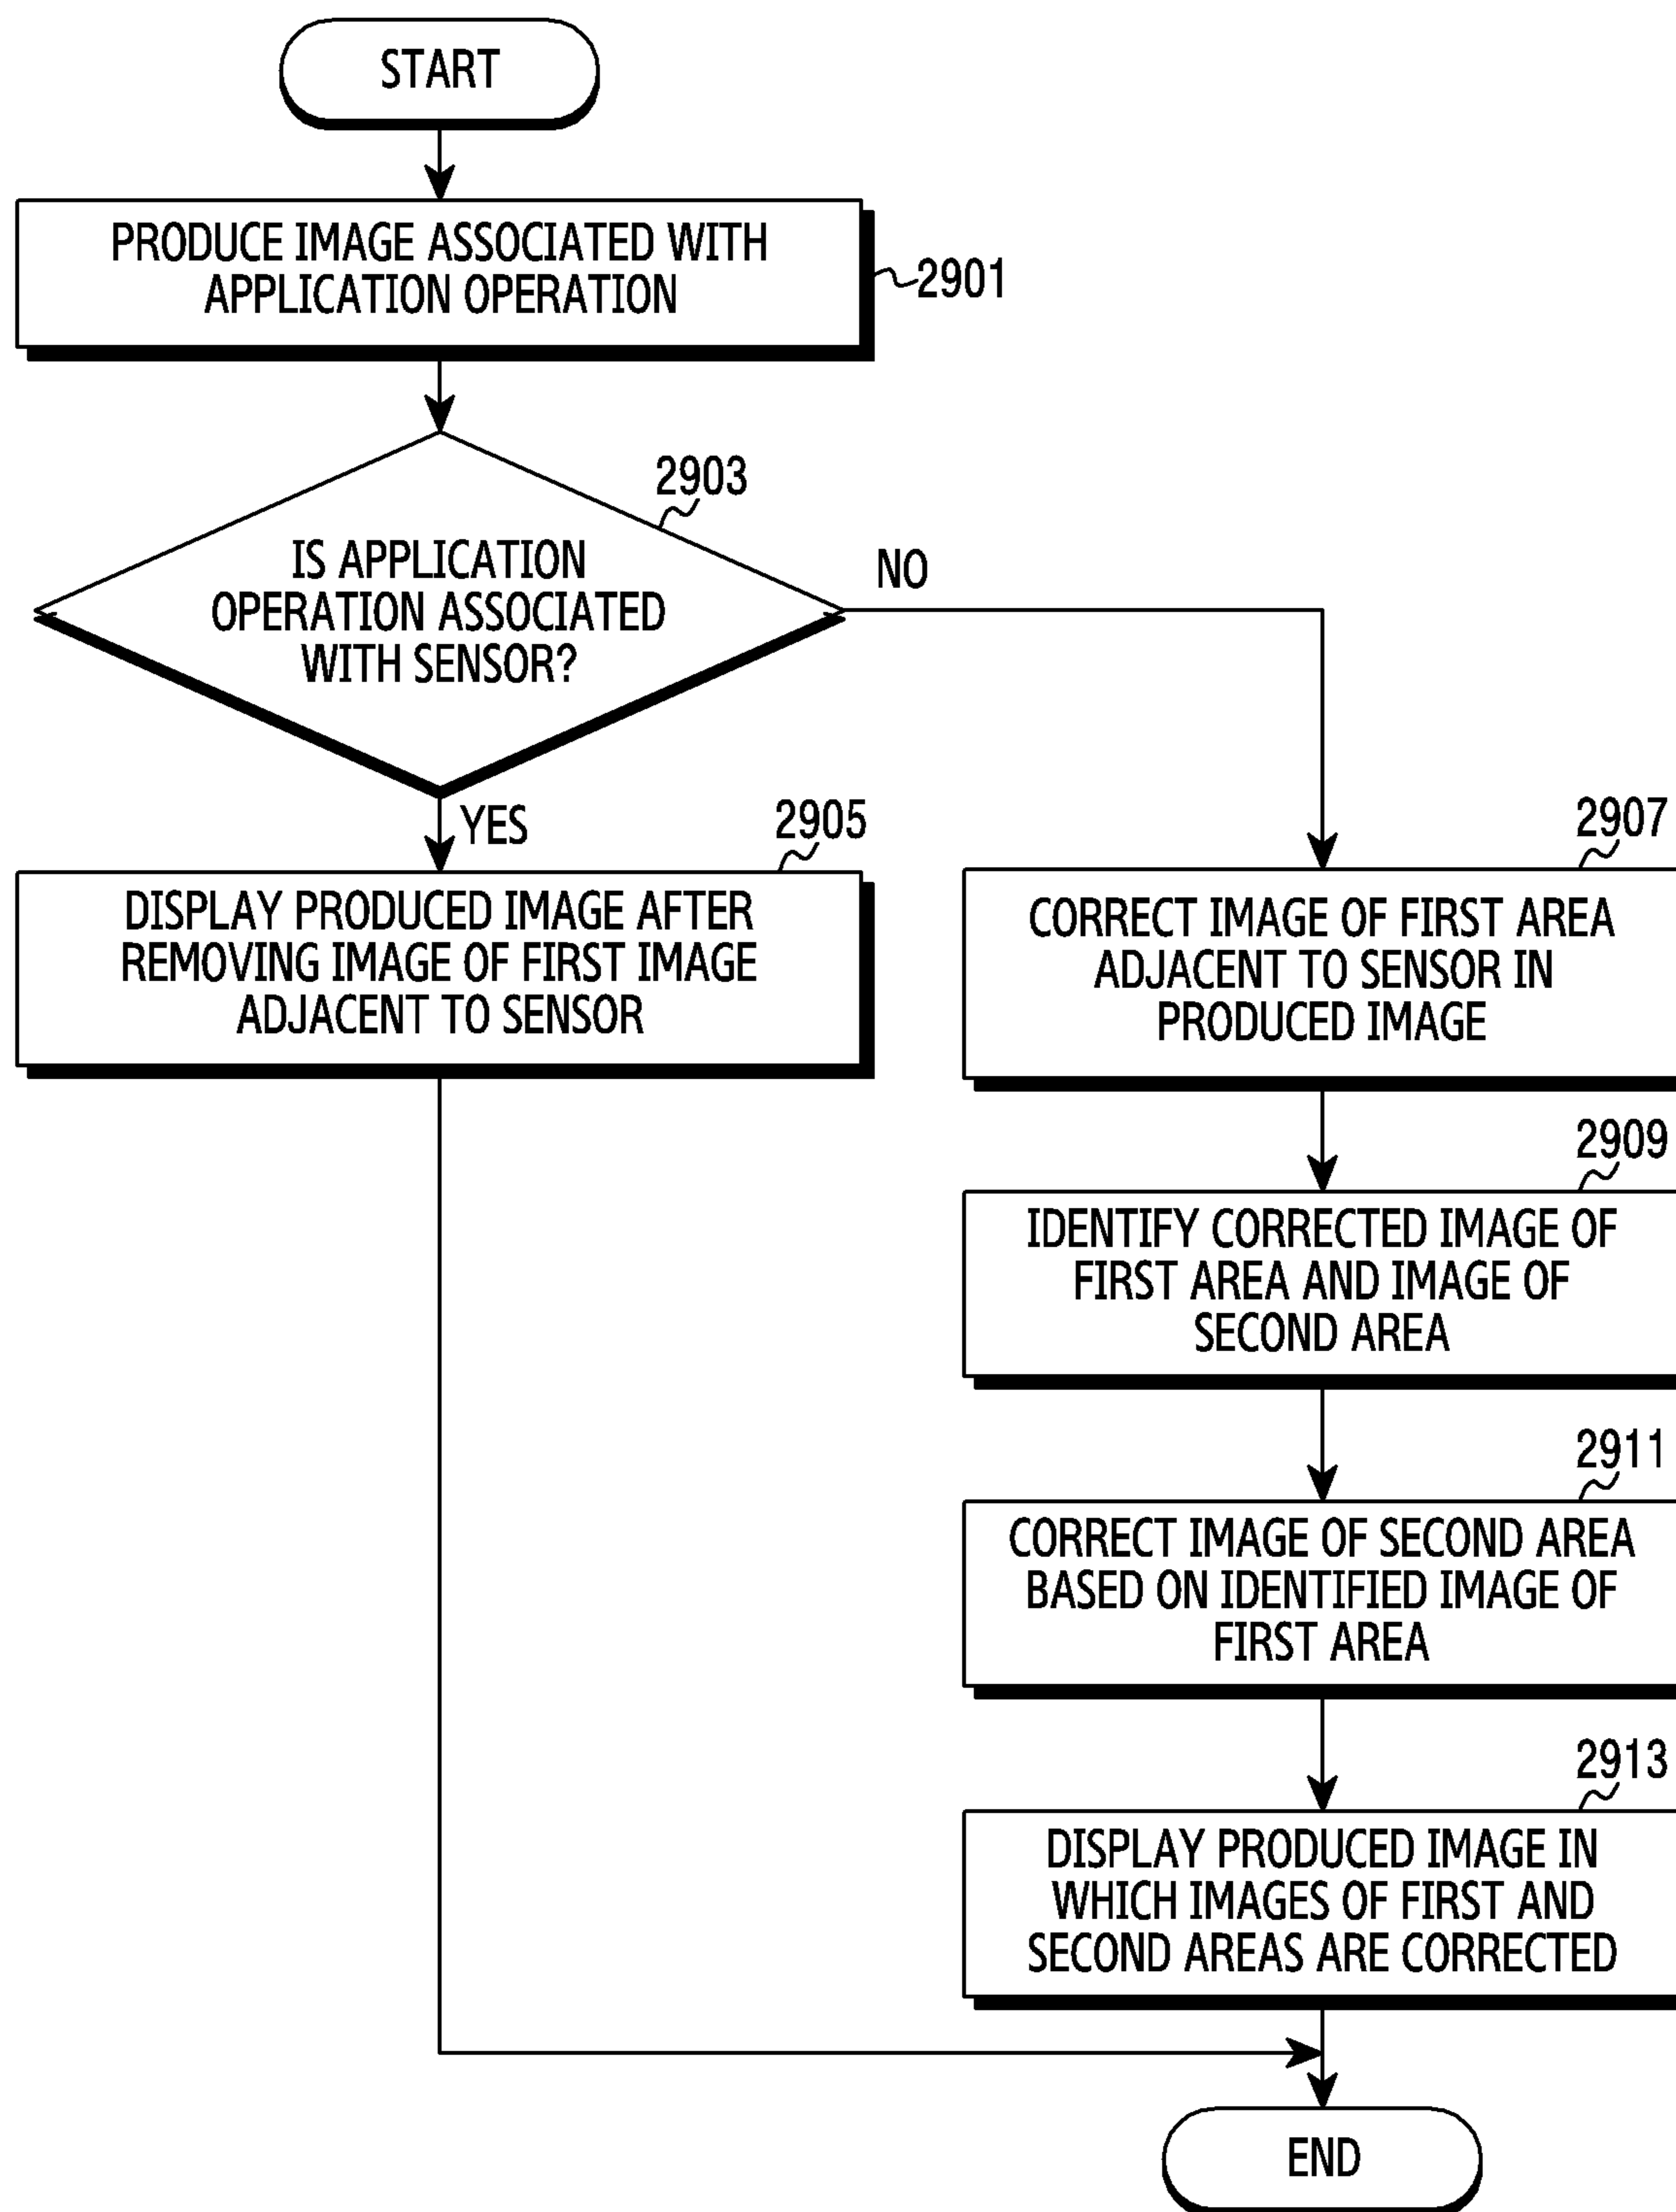 START
PRODUCE IMAGE ASSOCIATED WITH
APPLICATION OPERATION
2901
2903
IS APPLICATION
OPERATION ASSOCIATED
WITH SENSOR?
NO
YES
2905
DISPLAY PRODUCED IMAGE AFTER
REMOVING IMAGE OF FIRST IMAGE
ADJACENT TO SENSOR
2907
CORRECT IMAGE OF FIRST AREA
ADJACENT TO SENSOR IN
PRODUCED IMAGE
2909
IDENTIFY CORRECTED IMAGE OF
FIRST AREA AND IMAGE OF
SECOND AREA
2911
CORRECT IMAGE OF SECOND AREA
BASED ON IDENTIFIED IMAGE OF
FIRST AREA
2913
DISPLAY PRODUCED IMAGE IN
WHICH IMAGES OF FIRST AND
SECOND AREAS ARE CORRECTED
END